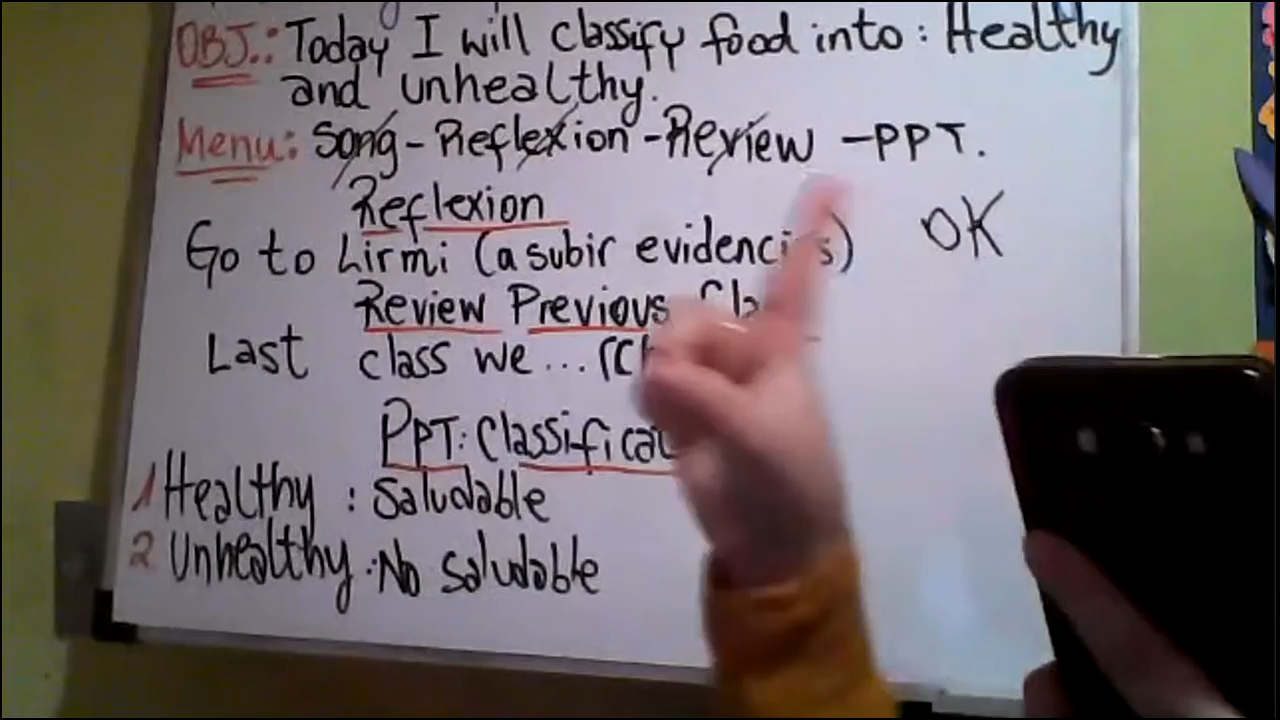 OBJ.: Today I will classify food into: Healthy
and unhealthy.
Menu: Song - Reflexion - Review - PPT.
Reflexion
Go to Lirmi (a subir evidencias) OK
Review Previous
Last class we...
PPT: 
1 Healthy : Saludable
2 Unhealthy : No saludable